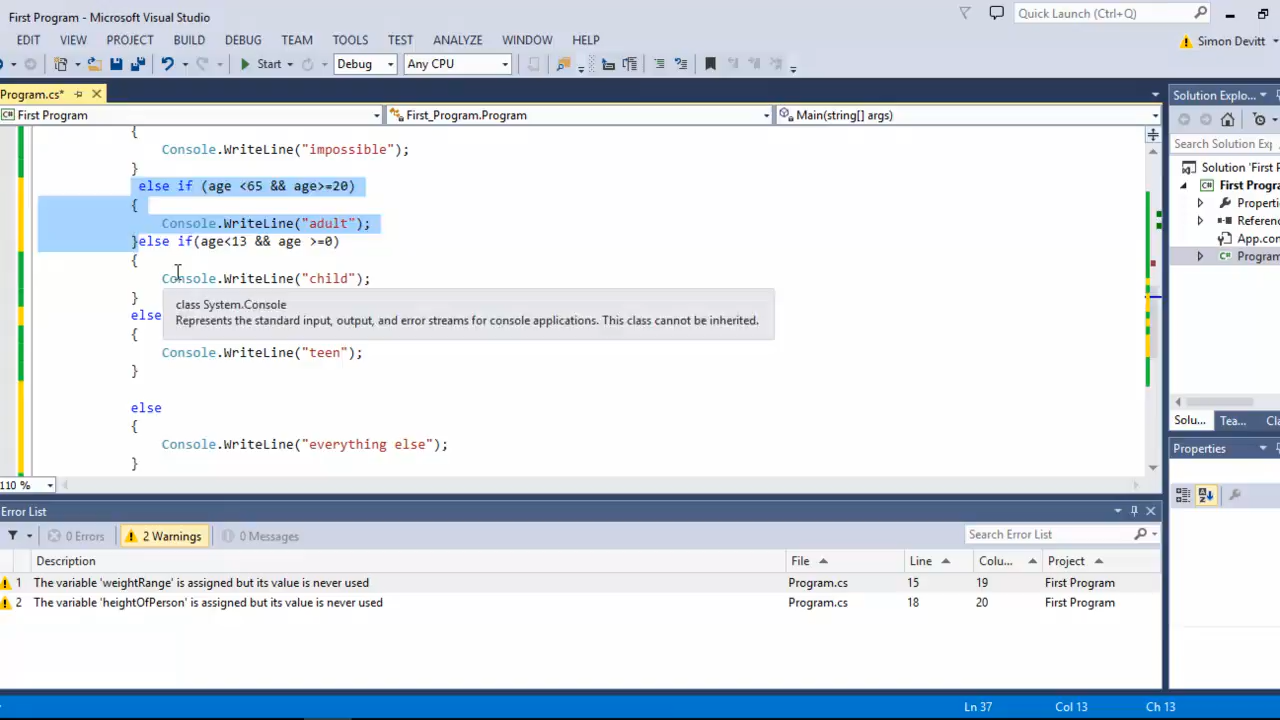 First Program - Microsoft Visual Studio
Quick Launch (Ctrl+Q)
EDIT VIEW PROJECT BUILD DEBUG TEAM TOOLS TEST ANALYZE WINDOW HELP
Simon Devitt
Start Debug Any CPU
Program.cs*
First Program First_Program.Program Main(string[] args)
{
Console.WriteLine("impossible");
}
else if (age <65 && age>=20)
{
Console.WriteLine("adult");
}else if(age<13 && age >=0)
{
Console.WriteLine("child");
}
class System.Console
Represents the standard input, output, and error streams for console applications. This class cannot be inherited.
else
{
Console.WriteLine("teen");
}
else
{
Console.WriteLine("everything else");
}
110 %
Solution Explo...
Search Solution Exp
Solution 'First P
First Progra
Properti
Referenc
App.con
Program
Solu... Tea... Cla
Properties
Error List
0 Errors 2 Warnings 0 Messages Search Error List
Description File Line Colu... Project
1 The variable 'weightRange' is assigned but its value is never used Program.cs 15 19 First Program
2 The variable 'heightOfPerson' is assigned but its value is never used Program.cs 18 20 First Program
Ln 37 Col 13 Ch 13